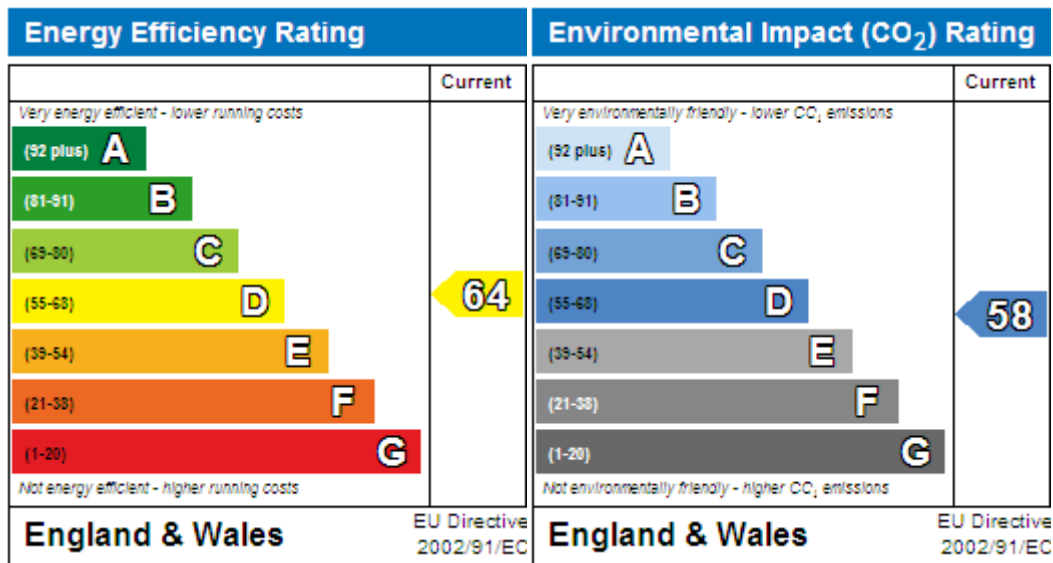 Energy Efficiency Rating
Current
Very energy efficient - lower running costs
(92 plus) A
(81-91) B
(69-80) C
(55-68) D
64
(39-54) E
(21-38) F
(1-20) G
Not energy efficient - higher running costs
England & Wales
EU Directive
2002/91/EC
Environmental Impact (CO₂) Rating
Current
Very environmentally friendly - lower CO₂ emissions
(92 plus) A
(81-91) B
(69-80) C
(55-68) D
58
(39-54) E
(21-38) F
(1-20) G
Not environmentally friendly - higher CO₂ emissions
England & Wales
EU Directive
2002/91/EC